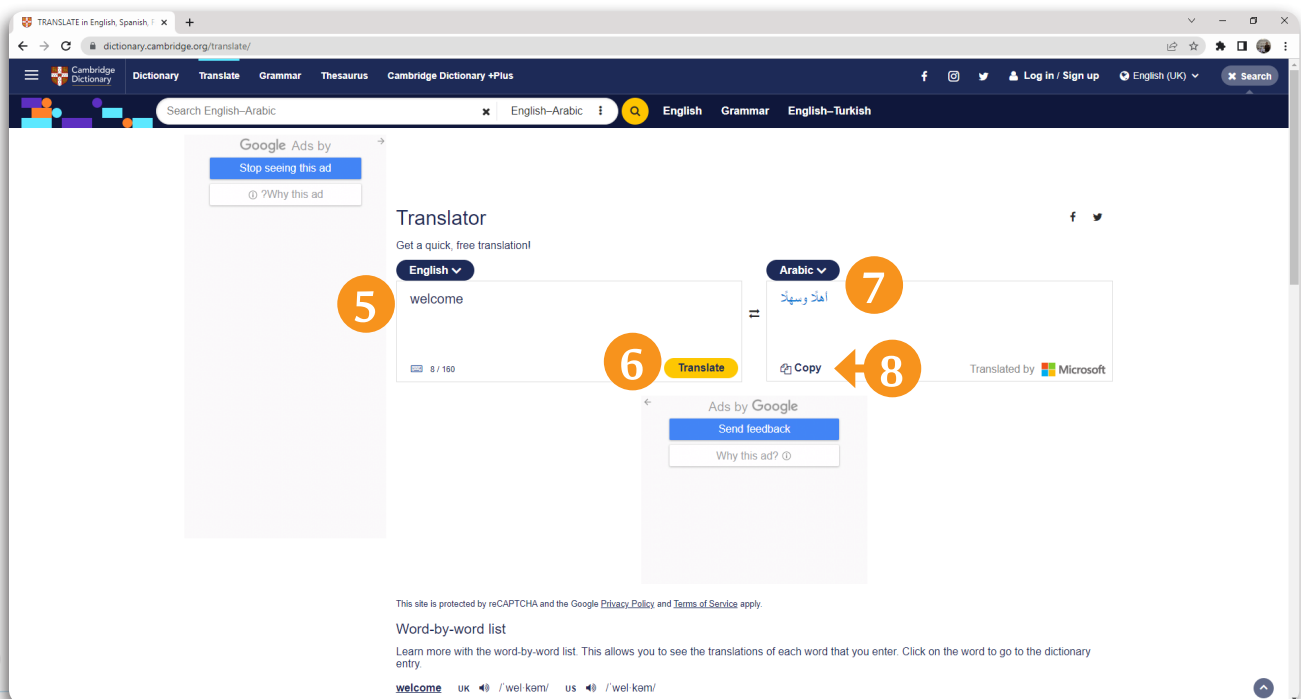 TRANSLATE in English, Spanish, F
dictionary.cambridge.org/translate/
Cambridge
Dictionary
Dictionary Translate Grammar Thesaurus Cambridge Dictionary +Plus Log in / Sign up English (UK) Search
Search English–Arabic English–Arabic English Grammar English–Turkish
Google Ads by
Stop seeing this ad
?Why this ad
Translator
Get a quick, free translation!
English Arabic
5 welcome اهلًا وسهلًا 7
8 / 160 6 Translate Copy 8 Translated by Microsoft
Ads by Google
Send feedback
Why this ad?
This site is protected by reCAPTCHA and the Google Privacy Policy and Terms of Service apply.
Word-by-word list
Learn more with the word-by-word list. This allows you to see the translations of each word that you enter. Click on the word to go to the dictionary
entry.
welcome UK /ˈwel·kəm/ US /ˈwel·kəm/